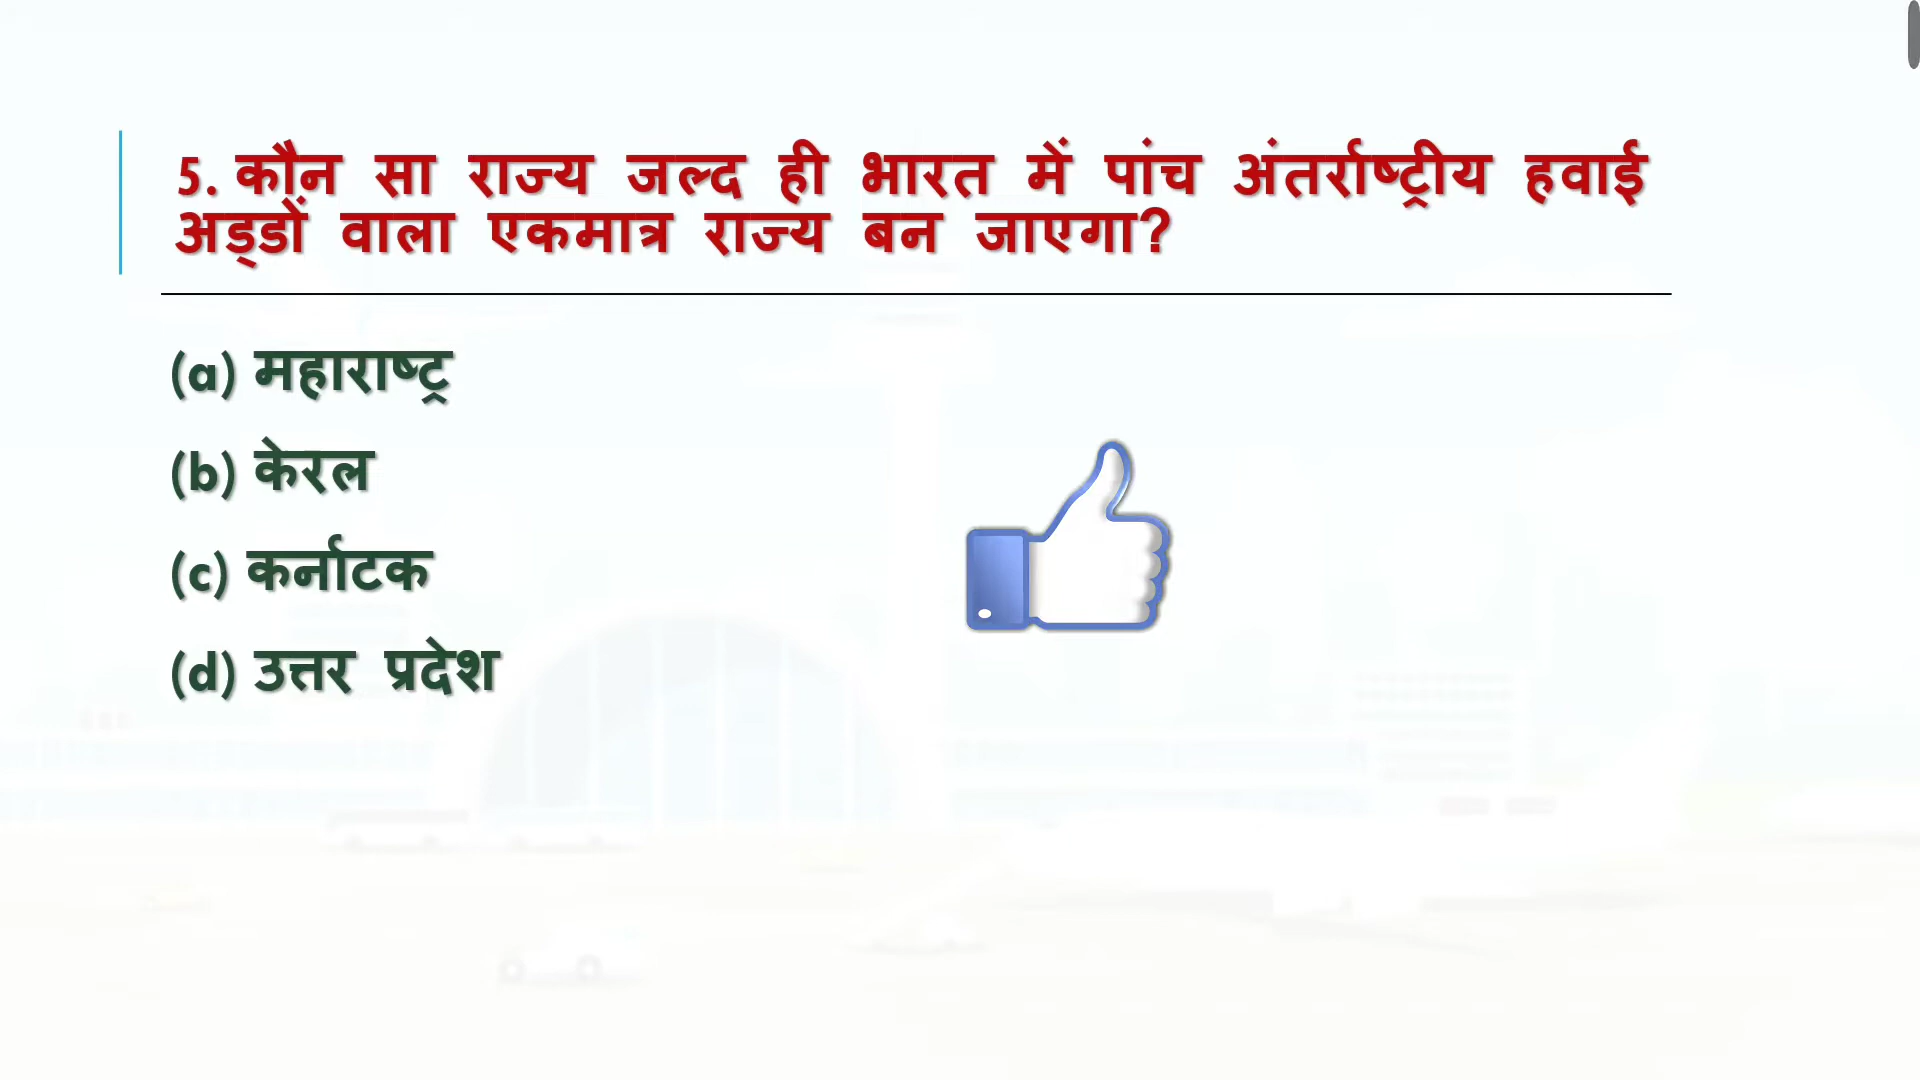 5. कौन सा राज्य जल्द ही भारत में पांच अंतर्राष्ट्रीय हवाई
अड्डों वाला एकमात्र राज्य बन जाएगा?
(a) महाराष्ट्र
(b) केरल
(c) कर्नाटक
(d) उत्तर प्रदेश